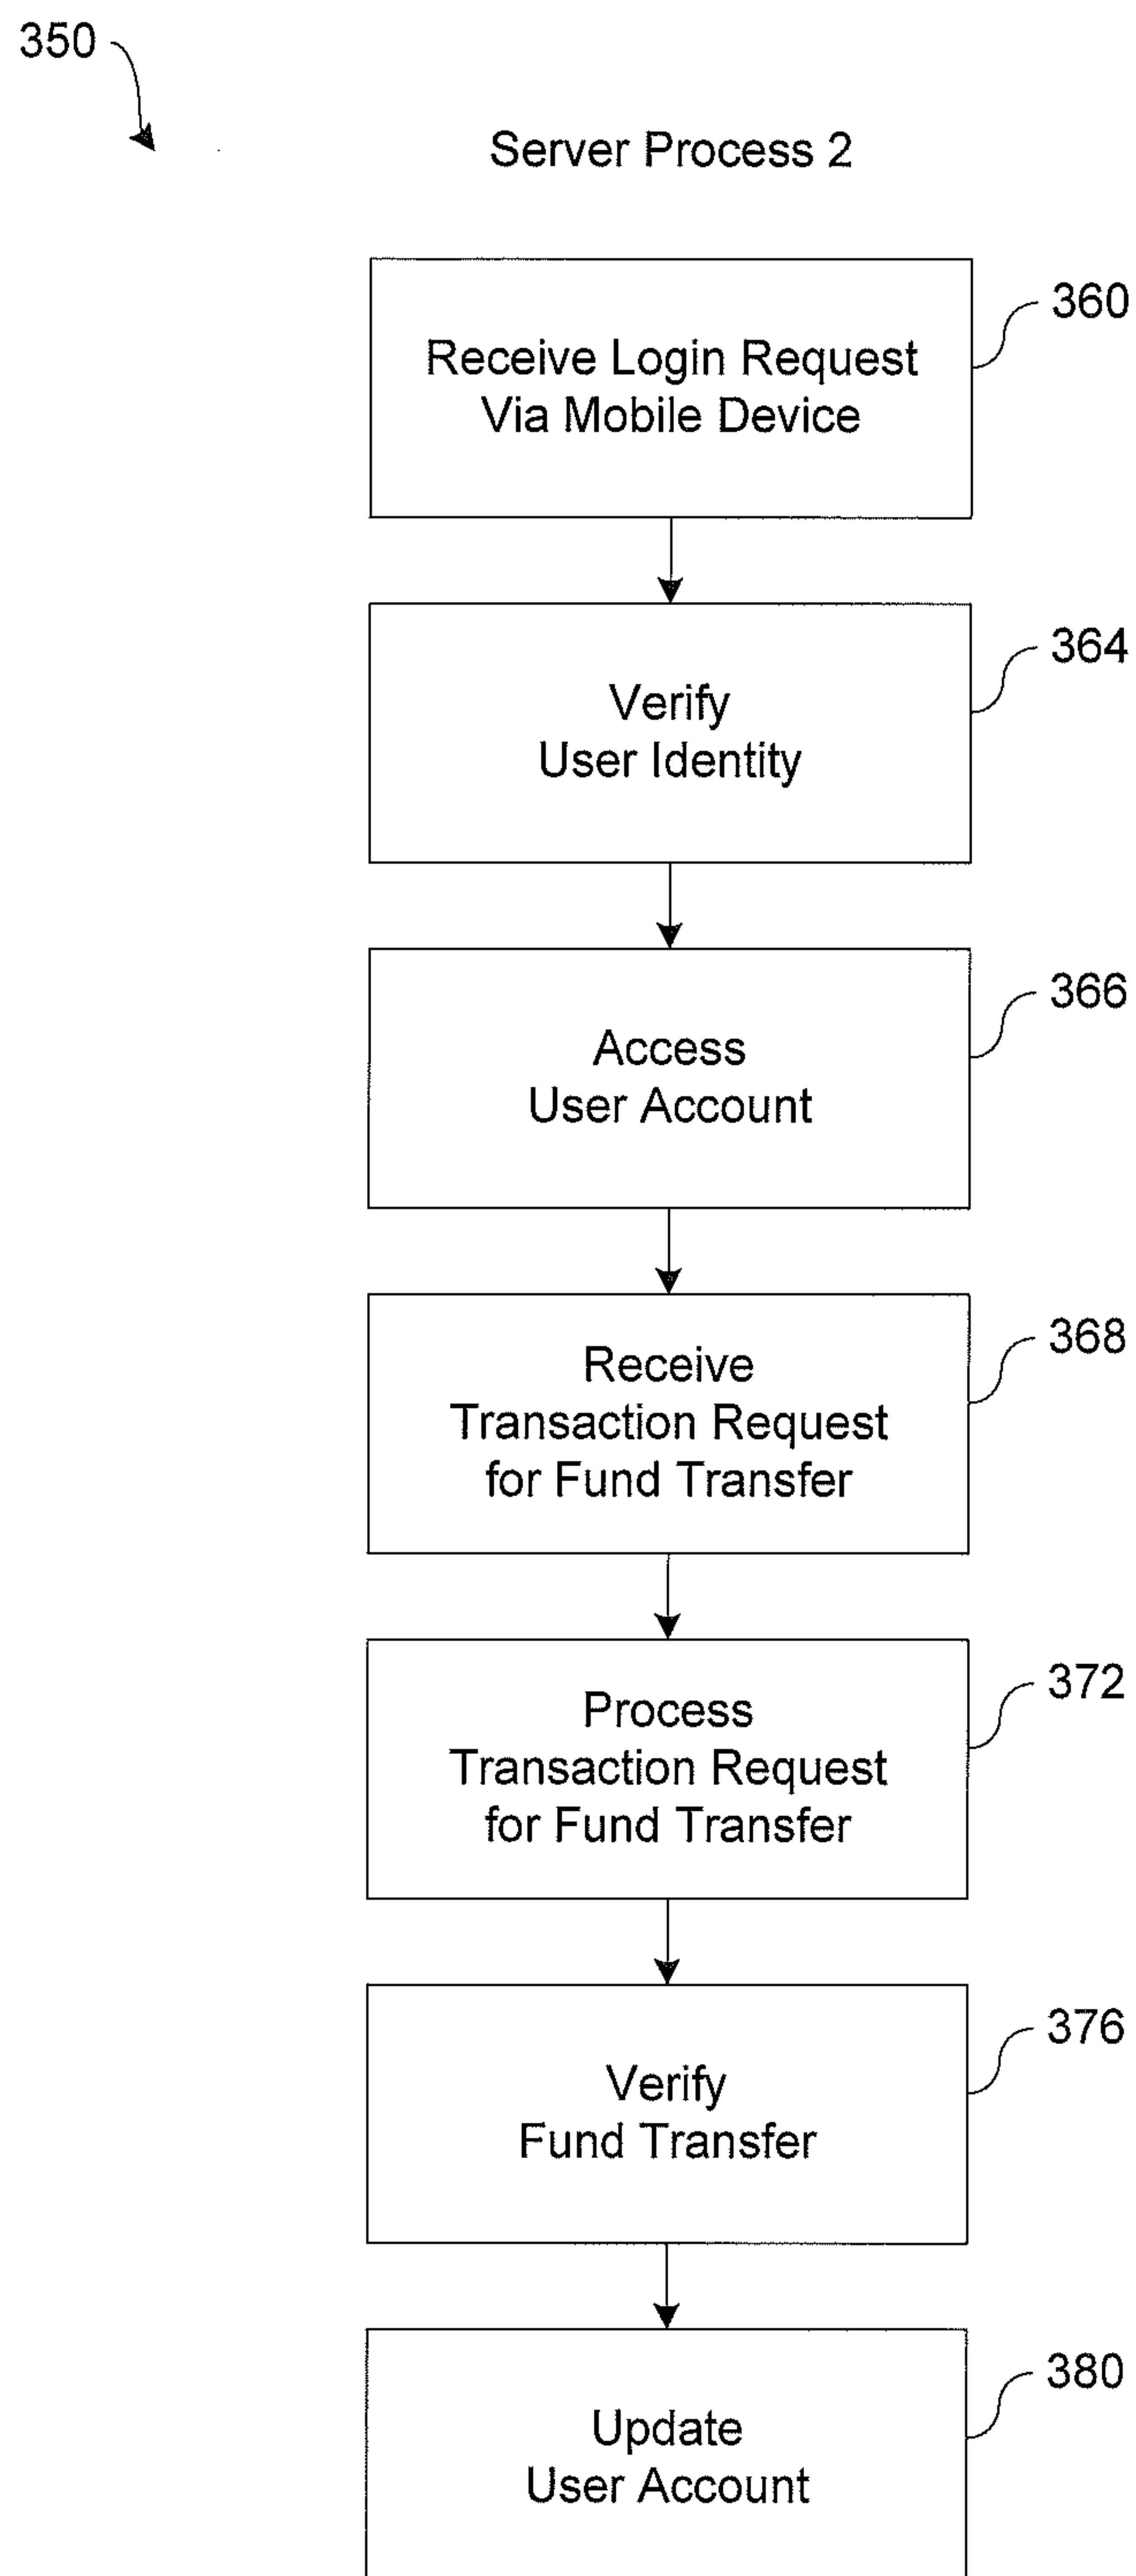 350
Server Process 2
360
Receive Login Request
Via Mobile Device
364
Verify
User Identity
366
Access
User Account
368
Receive
Transaction Request
for Fund Transfer
372
Process
Transaction Request
for Fund Transfer
376
Verify
Fund Transfer
380
Update
User Account